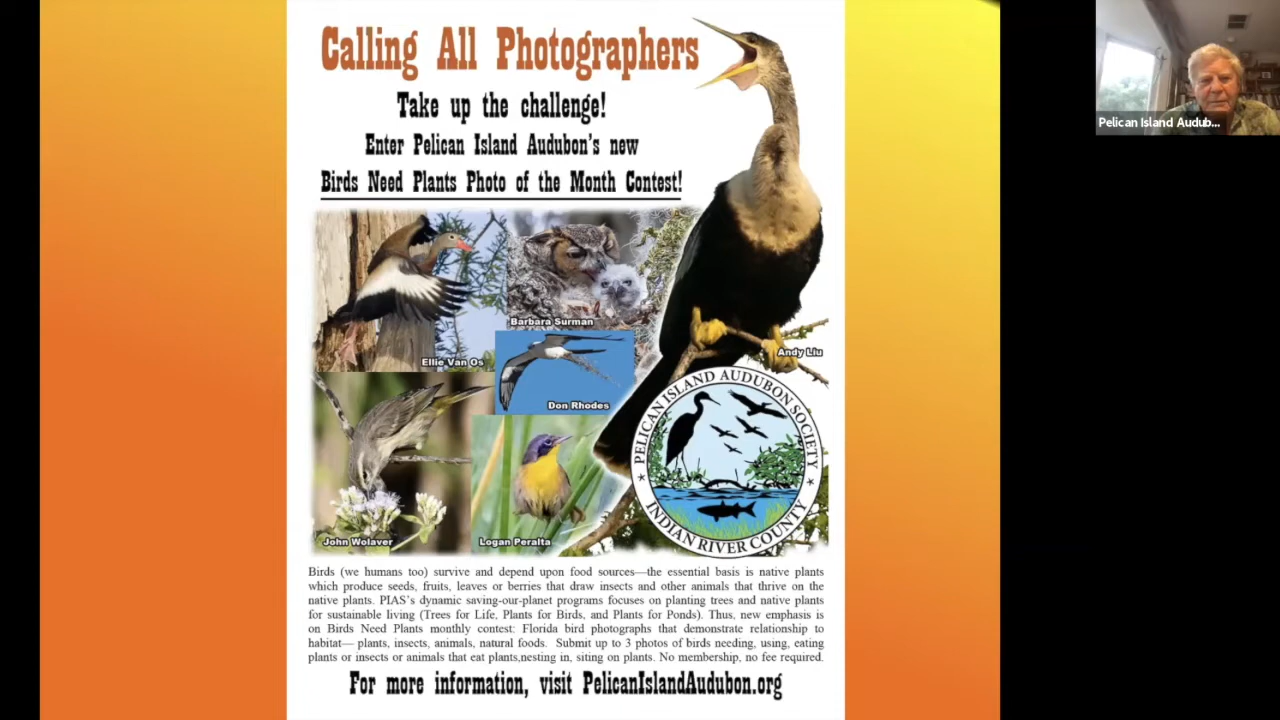 Calling All Photographers
Take up the challenge!
Enter Pelican Island Audubon's new
Birds Need Plants Photo of the Month Contest!
Pelican Island Audub...
Barbara Surman
Ellie Van Os
Andy Liu
Don Rhodes
John Wolaver
Logan Peralta
PELICAN ISLAND AUDUBON SOCIETY
INDIAN RIVER COUNTY
Birds (we humans too) survive and depend upon food sources—the essential basis is native plants
which produce seeds, fruits, leaves or berries that draw insects and other animals that thrive on the
native plants. PIAS's dynamic saving-our-planet programs focuses on planting trees and native plants
for sustainable living (Trees for Life, Plants for Birds, and Plants for Ponds). Thus, new emphasis is
on Birds Need Plants monthly contest: Florida bird photographs that demonstrate relationship to
habitat— plants, insects, animals, natural foods. Submit up to 3 photos of birds needing, using, eating
plants or insects or animals that eat plants,nesting in, siting on plants. No membership, no fee required.
For more information, visit PelicanIslandAudubon.org